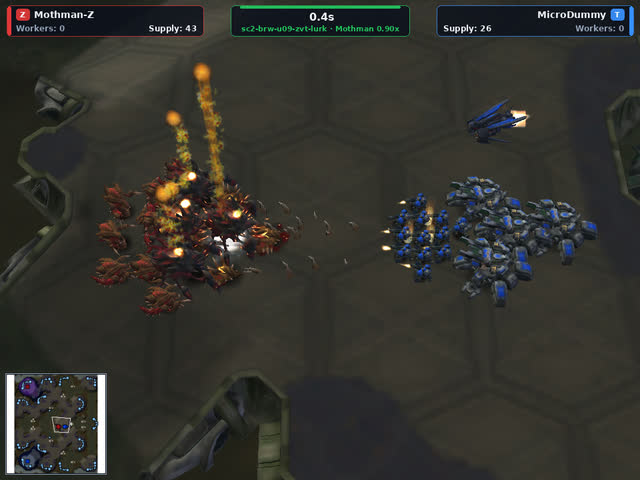 Z Mothman-Z
Workers: 0 Supply: 43
0.4s
sc2-brw-u09-zvt-lurk · Mothman 0.90x
MicroDummy T
Supply: 26 Workers: 0